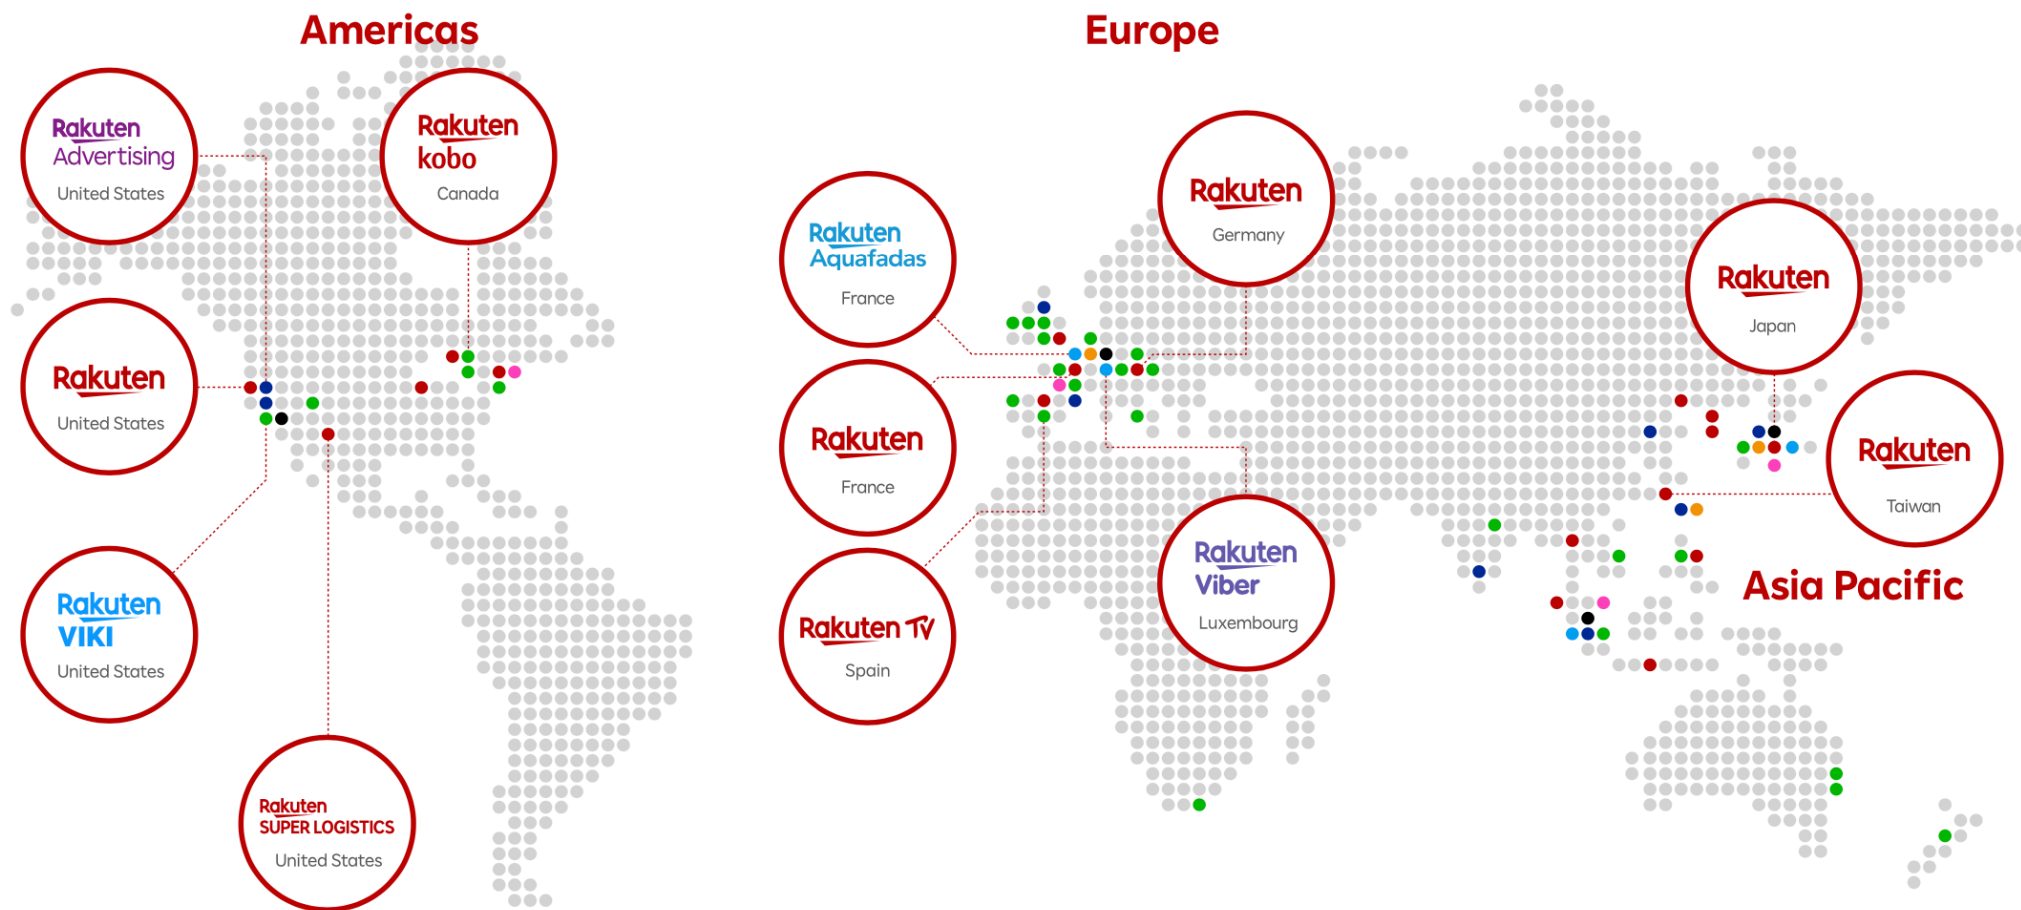 Americas
Rakuten
Advertising
United States
Rakuten
kobo
Canada
Rakuten
United States
Rakuten
VIKI
United States
Rakuten
SUPER LOGISTICS
United States
Europe
Rakuten
Germany
Rakuten
Aquafadas
France
Rakuten
France
Rakuten TV
Spain
Rakuten
Viber
Luxembourg
Rakuten
Japan
Rakuten
Taiwan
Asia Pacific